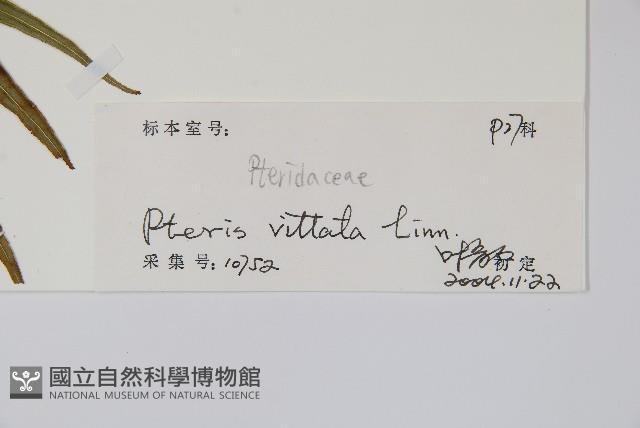 标本室号: P27科
Pteridaceae
Pteris vittata Linn.
采集号: 10752 定
2004.11.22
國立自然科學博物館
NATIONAL MUSEUM OF NATURAL SCIENCE